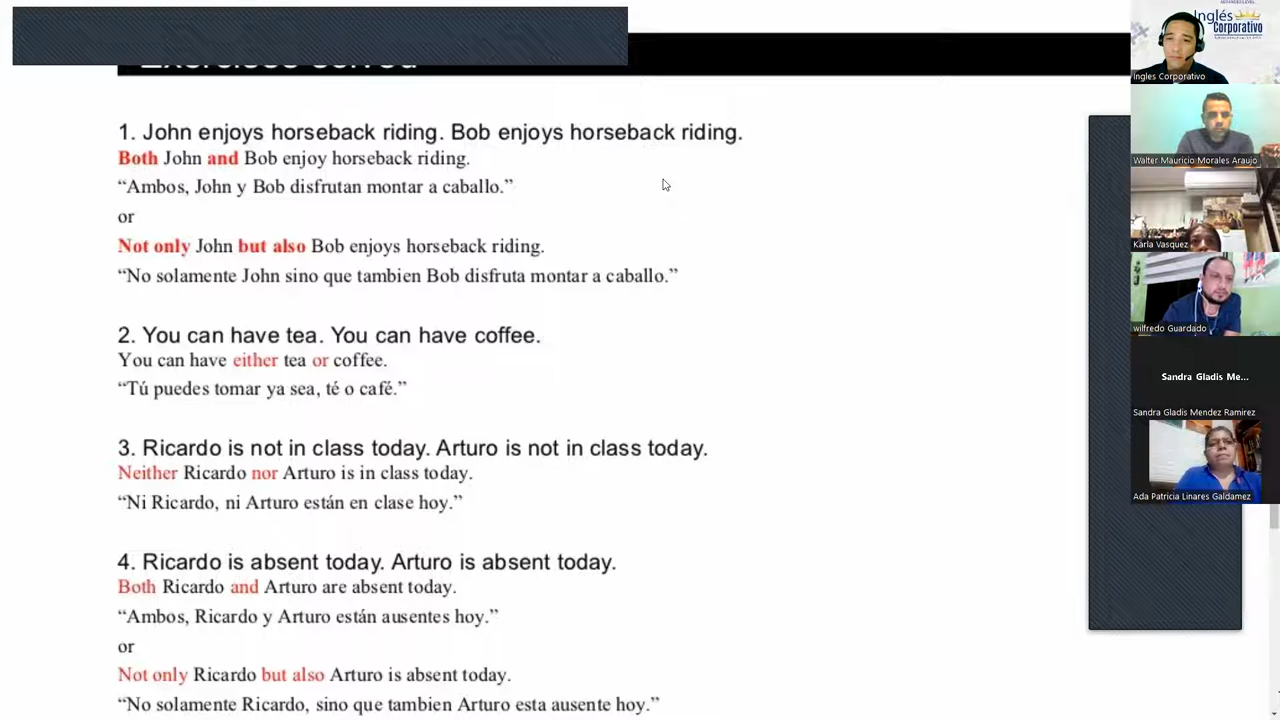 Exercises solved
1. John enjoys horseback riding. Bob enjoys horseback riding.
Both John and Bob enjoy horseback riding.
“Ambos, John y Bob disfrutan montar a caballo.”
or
Not only John but also Bob enjoys horseback riding.
“No solamente John sino que tambien Bob disfruta montar a caballo.”
2. You can have tea. You can have coffee.
You can have either tea or coffee.
“Tú puedes tomar ya sea, té o café.”
3. Ricardo is not in class today. Arturo is not in class today.
Neither Ricardo nor Arturo is in class today.
“Ni Ricardo, ni Arturo están en clase hoy.”
4. Ricardo is absent today. Arturo is absent today.
Both Ricardo and Arturo are absent today.
“Ambos, Ricardo y Arturo están ausentes hoy.”
or
Not only Ricardo but also Arturo is absent today.
“No solamente Ricardo, sino que tambien Arturo esta ausente hoy.”
Inglés
Corporativo
Ingles Corporativo
Walter Mauricio Morales Araujo
Karla Vasquez
wilfredo Guardado
Sandra Gladis Me...
Sandra Gladis Mendez Ramirez
Ada Patricia Linares Galdamez